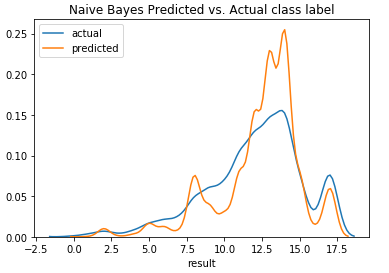 Naive Bayes Predicted vs. Actual class label
actual
predicted
0.25
0.20
0.15
0.10
0.05
0.00
−2.5 0.0 2.5 5.0 7.5 10.0 12.5 15.0 17.5
result